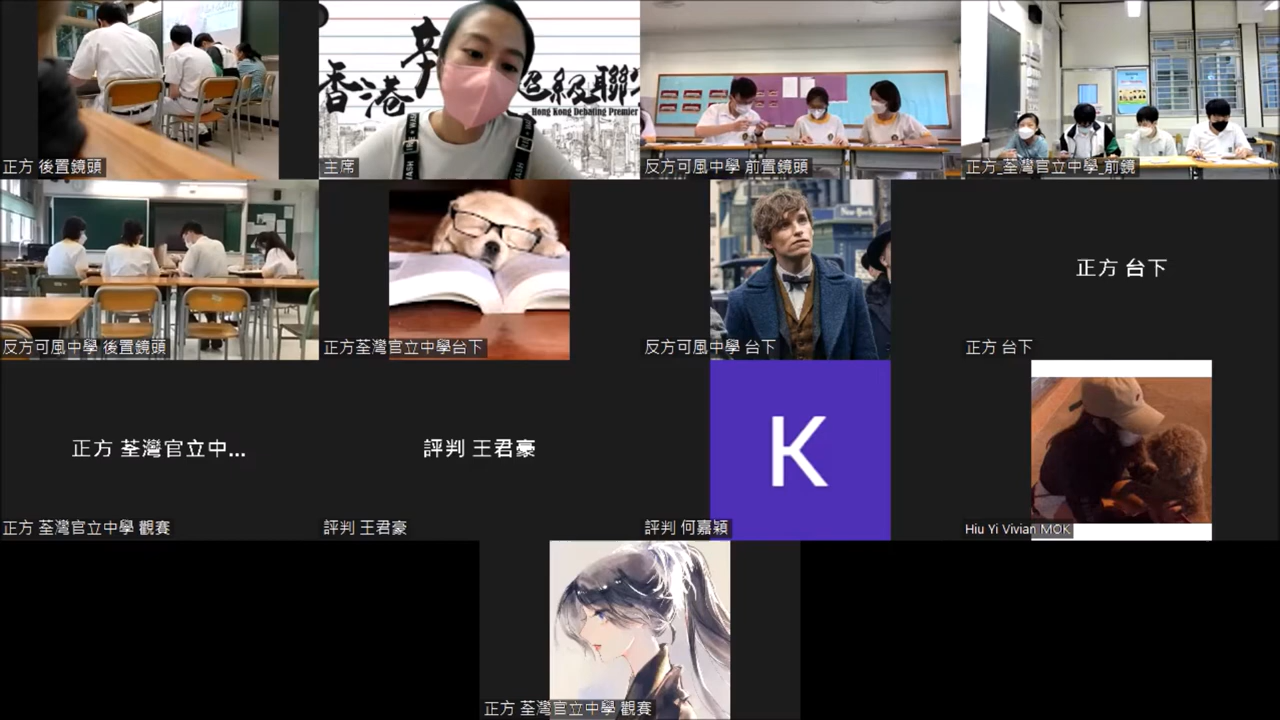 正方 後置鏡頭
香港辯
超級聯
Hong Kong Debating Premier
主席
反方可風中學 前置鏡頭
正方_荃灣官立中學_前鏡
反方可風中學 後置鏡頭
正方荃灣官立中學台下
New York
反方可風中學 台下
正方 台下
正方 台下
正方 荃灣官立中...
正方 荃灣官立中學 觀賽
評判 王君豪
評判 王君豪
K
評判 何嘉穎
Hiu Yi Vivian MOK
正方 荃灣官立中學 觀賽